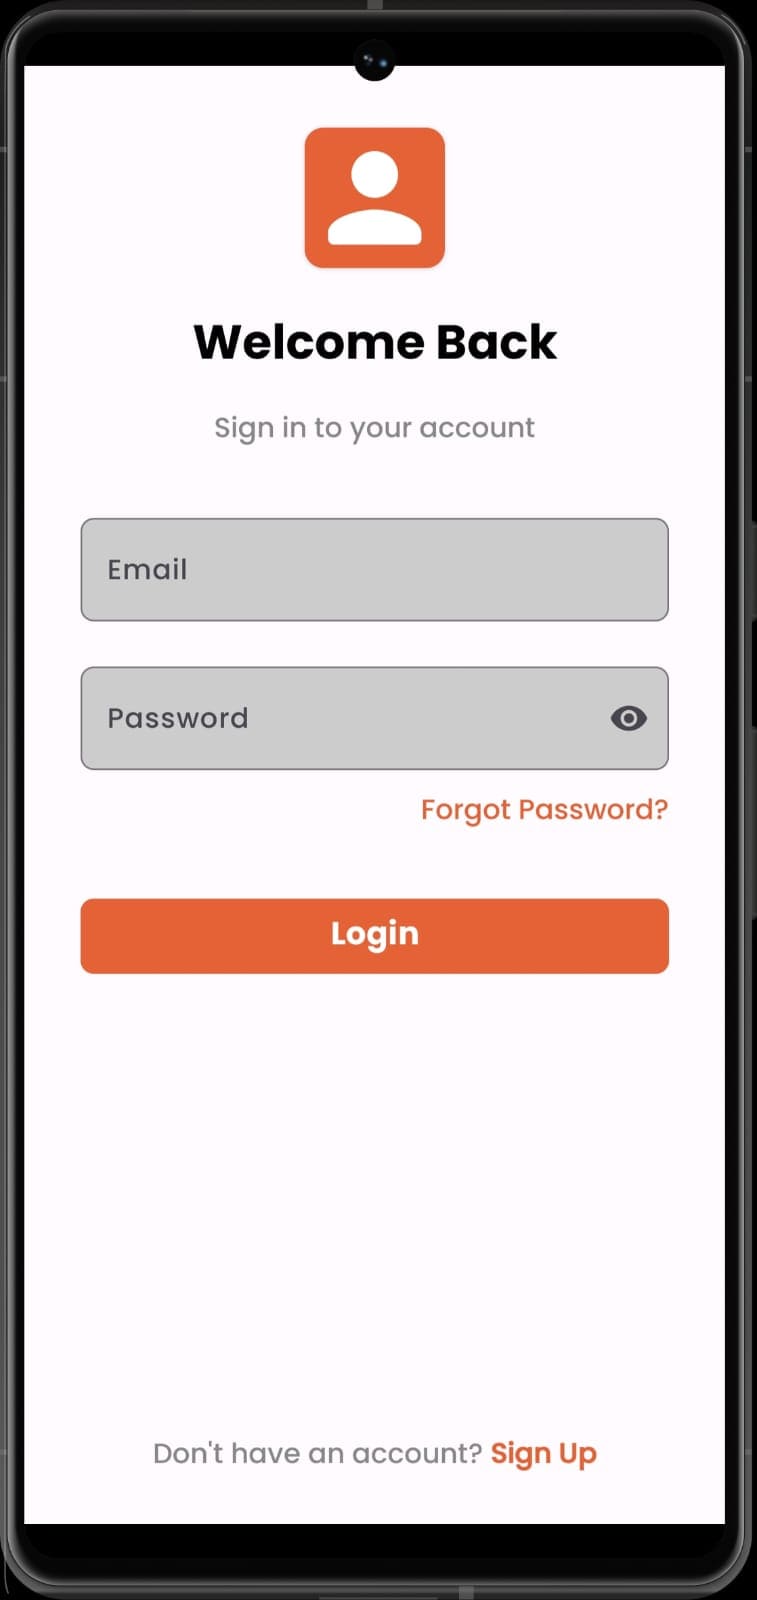 Welcome Back
Sign in to your account
Email
Password
Forgot Password?
Login
Don't have an account? Sign Up